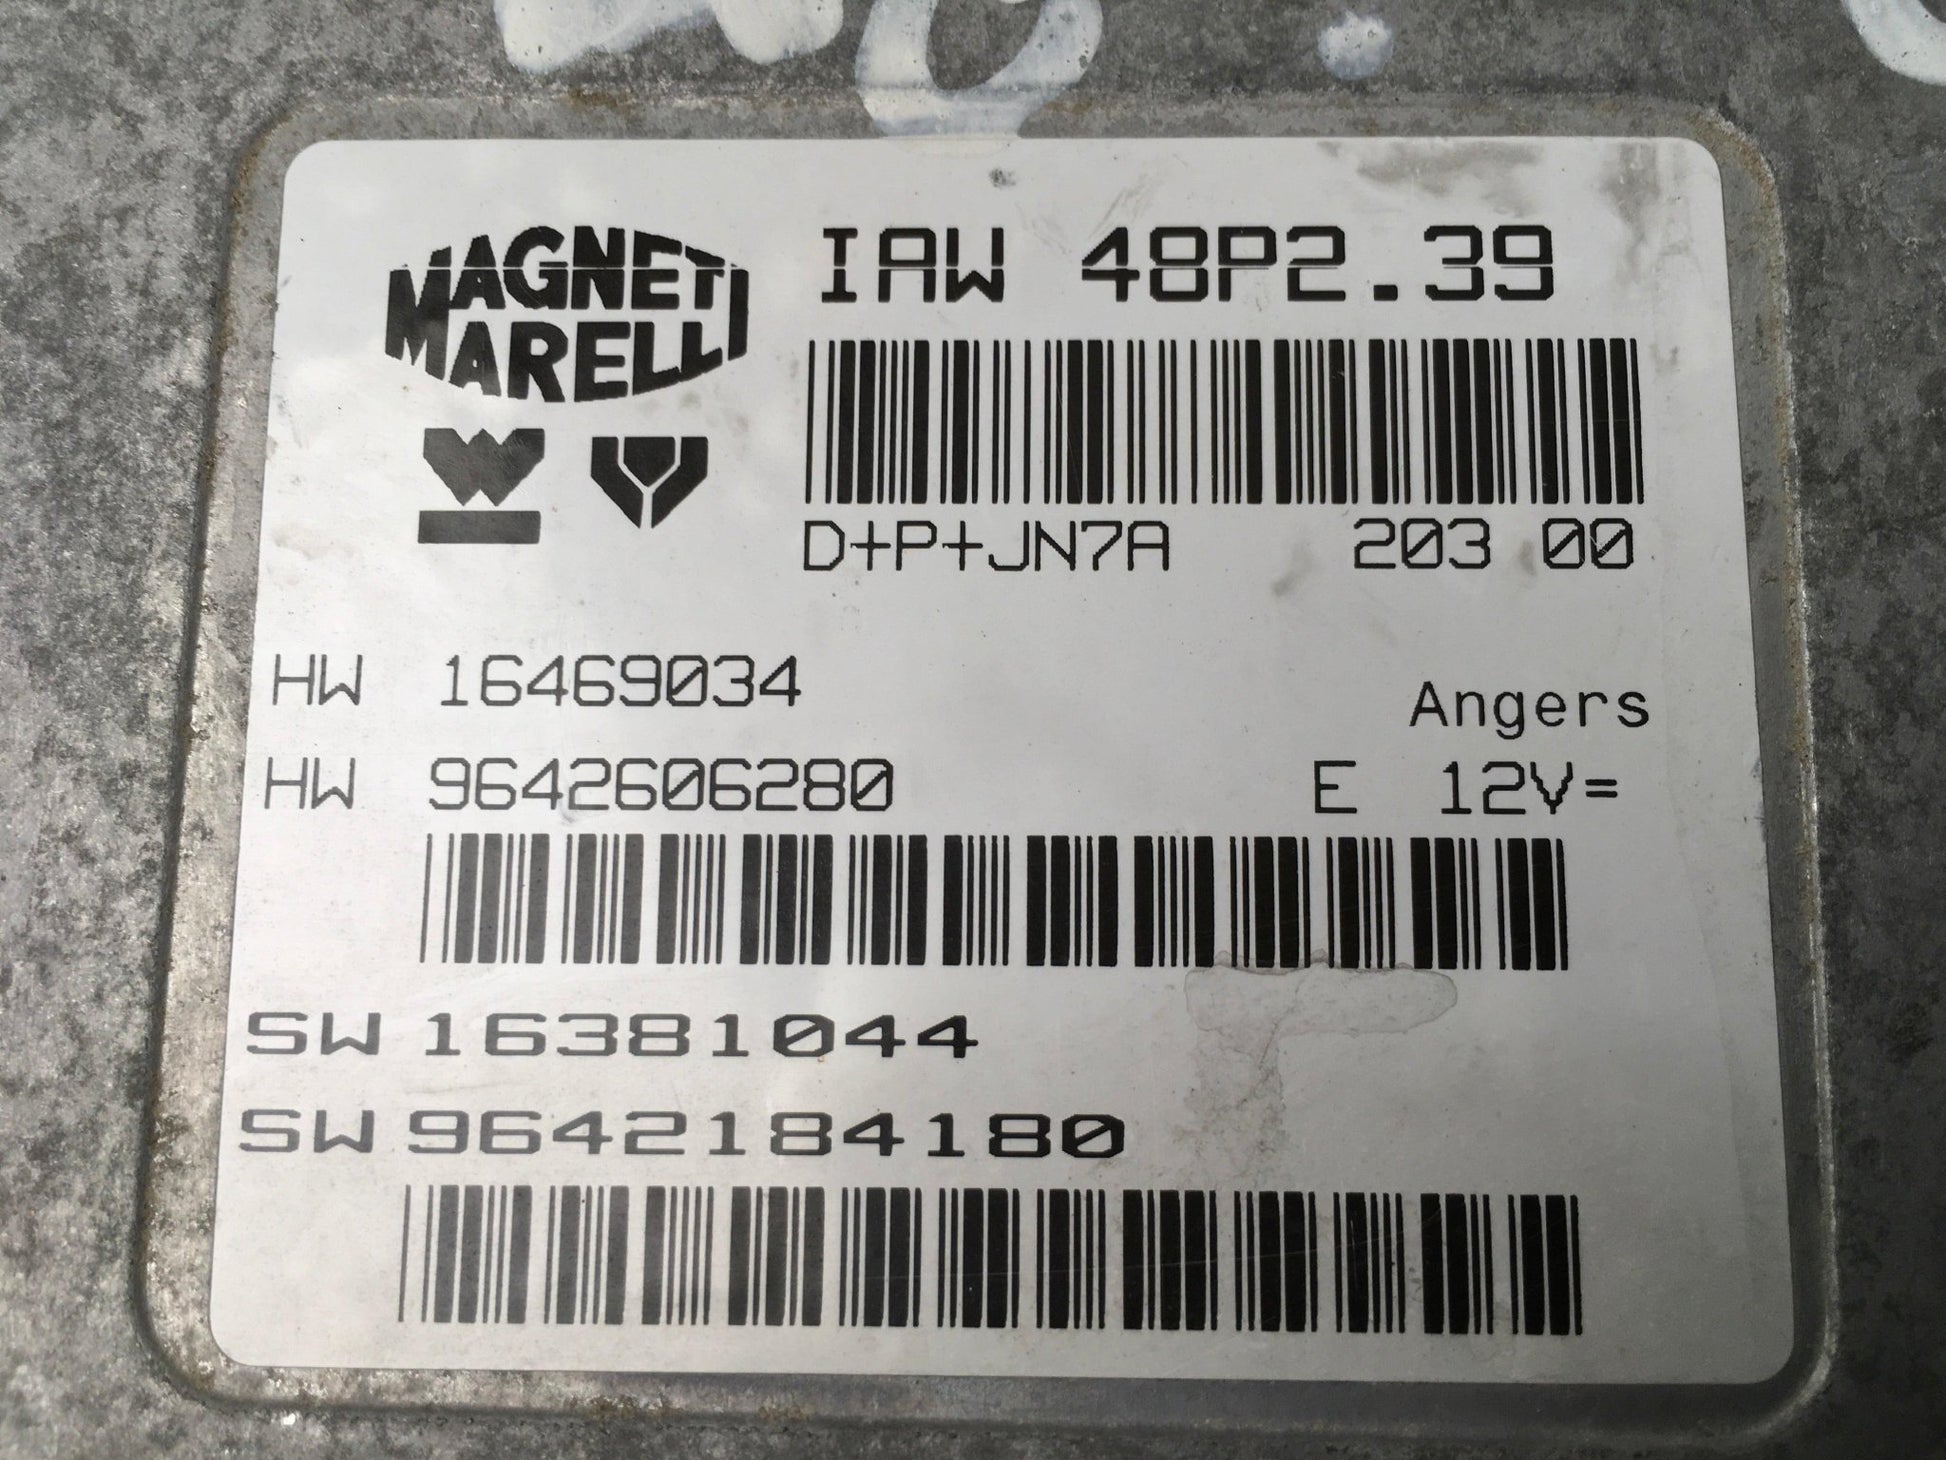 MAGNETI
MARELLI
IAW 48P2.39
D+P+JN7A 203 00
HW 16469034
Angers
HW 9642606280 E 12V=
SW 16381044
SW 9642184180